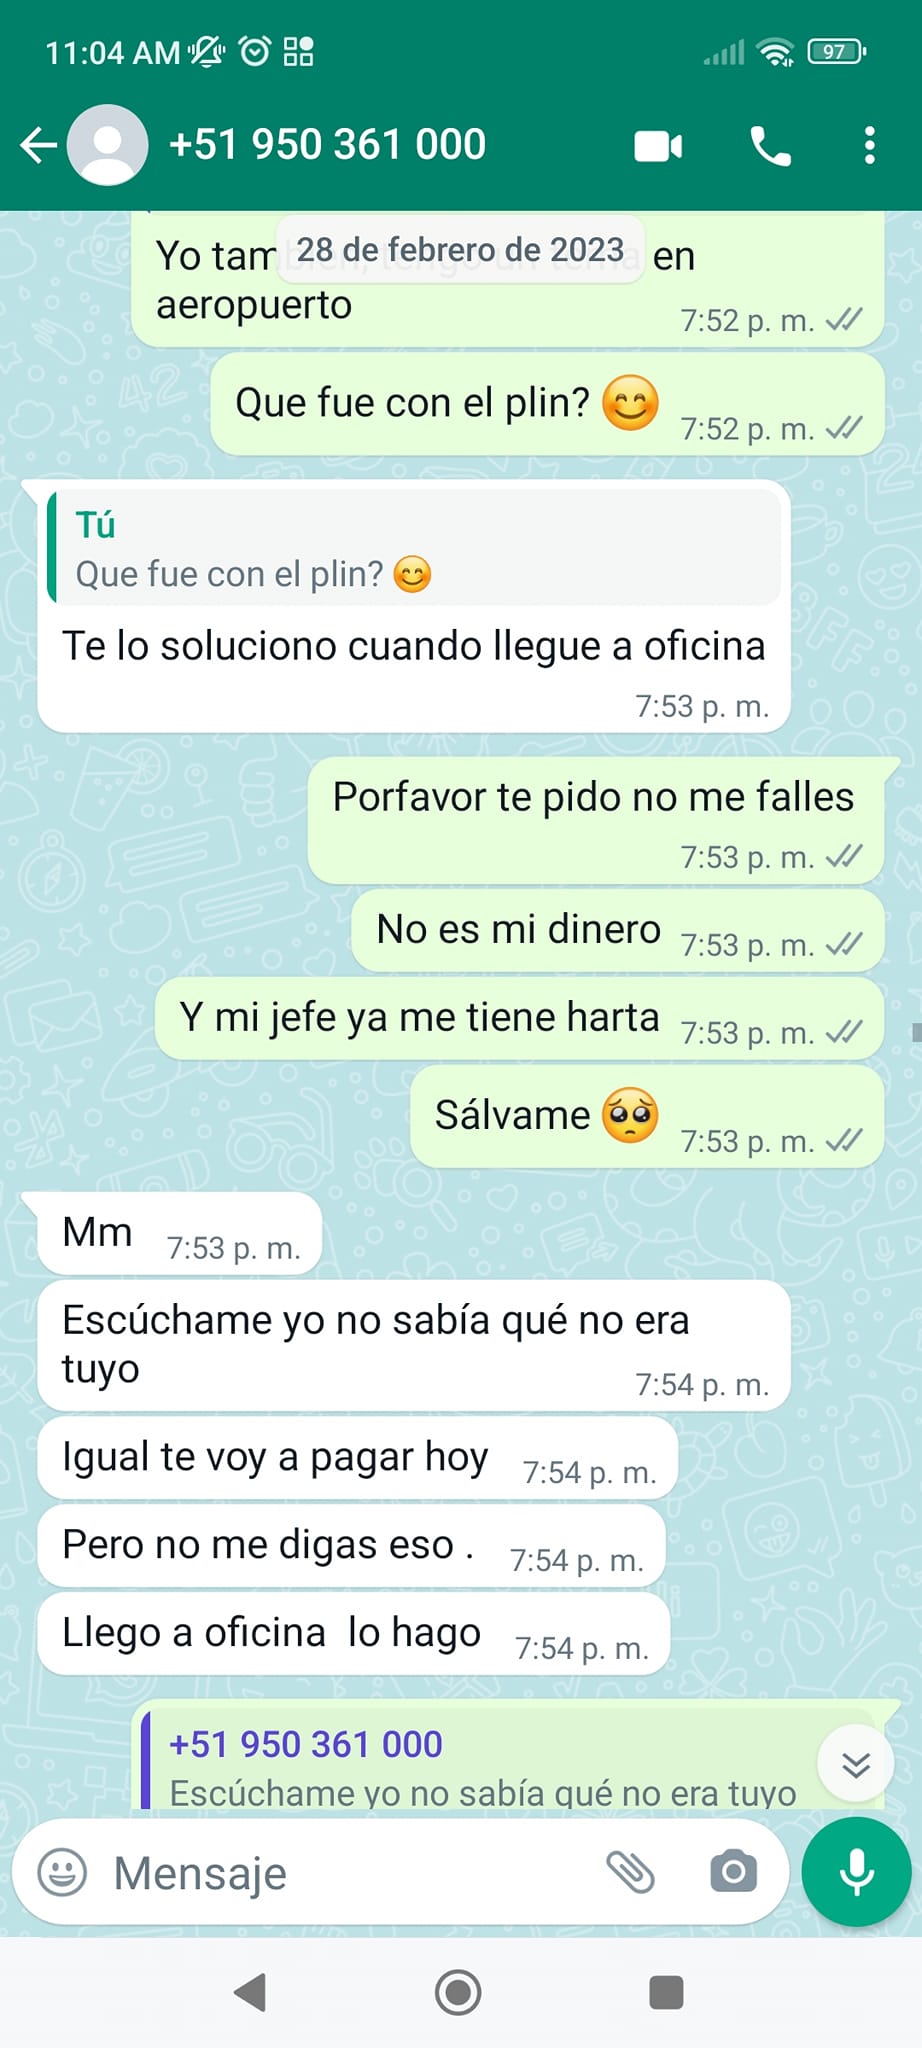 11:04 AM
97
+51 950 361 000
28 de febrero de 2023
Yo tam en
aeropuerto
7:52 p. m.
Que fue con el plin? 😊
7:52 p. m.
Tú
Que fue con el plin? 😊
Te lo soluciono cuando llegue a oficina
7:53 p. m.
Porfavor te pido no me falles
7:53 p. m.
No es mi dinero 7:53 p. m.
Y mi jefe ya me tiene harta 7:53 p. m.
Sálvame 🥺 7:53 p. m.
Mm 7:53 p. m.
Escúchame yo no sabía qué no era
tuyo 7:54 p. m.
Igual te voy a pagar hoy 7:54 p. m.
Pero no me digas eso . 7:54 p. m.
Llego a oficina lo hago 7:54 p. m.
+51 950 361 000
Escúchame yo no sabía qué no era tuyo
Mensaje